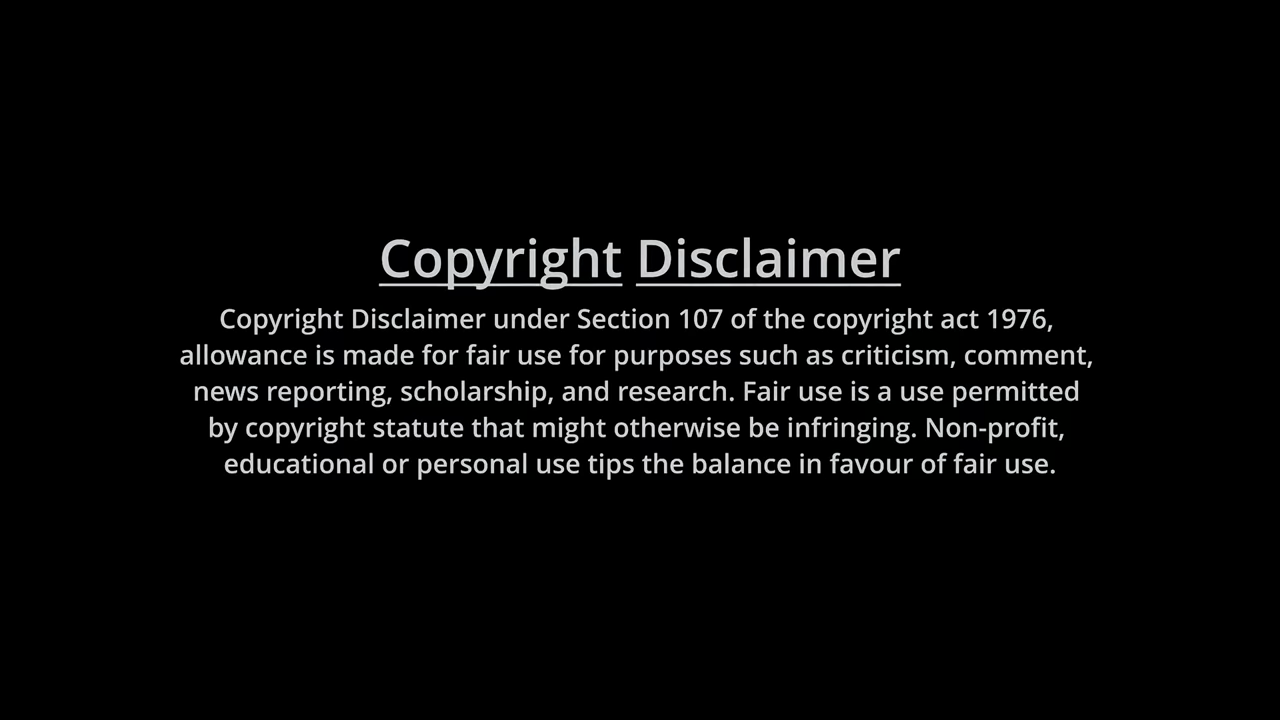 Copyright Disclaimer
Copyright Disclaimer under Section 107 of the copyright act 1976,
allowance is made for fair use for purposes such as criticism, comment,
news reporting, scholarship, and research. Fair use is a use permitted
by copyright statute that might otherwise be infringing. Non-profit,
educational or personal use tips the balance in favour of fair use.